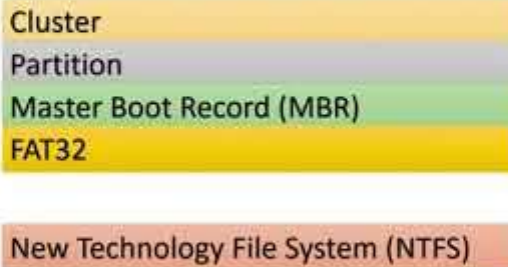 Cluster
Partition
Master Boot Record (MBR)
FAT32
New Technology File System (NTFS)